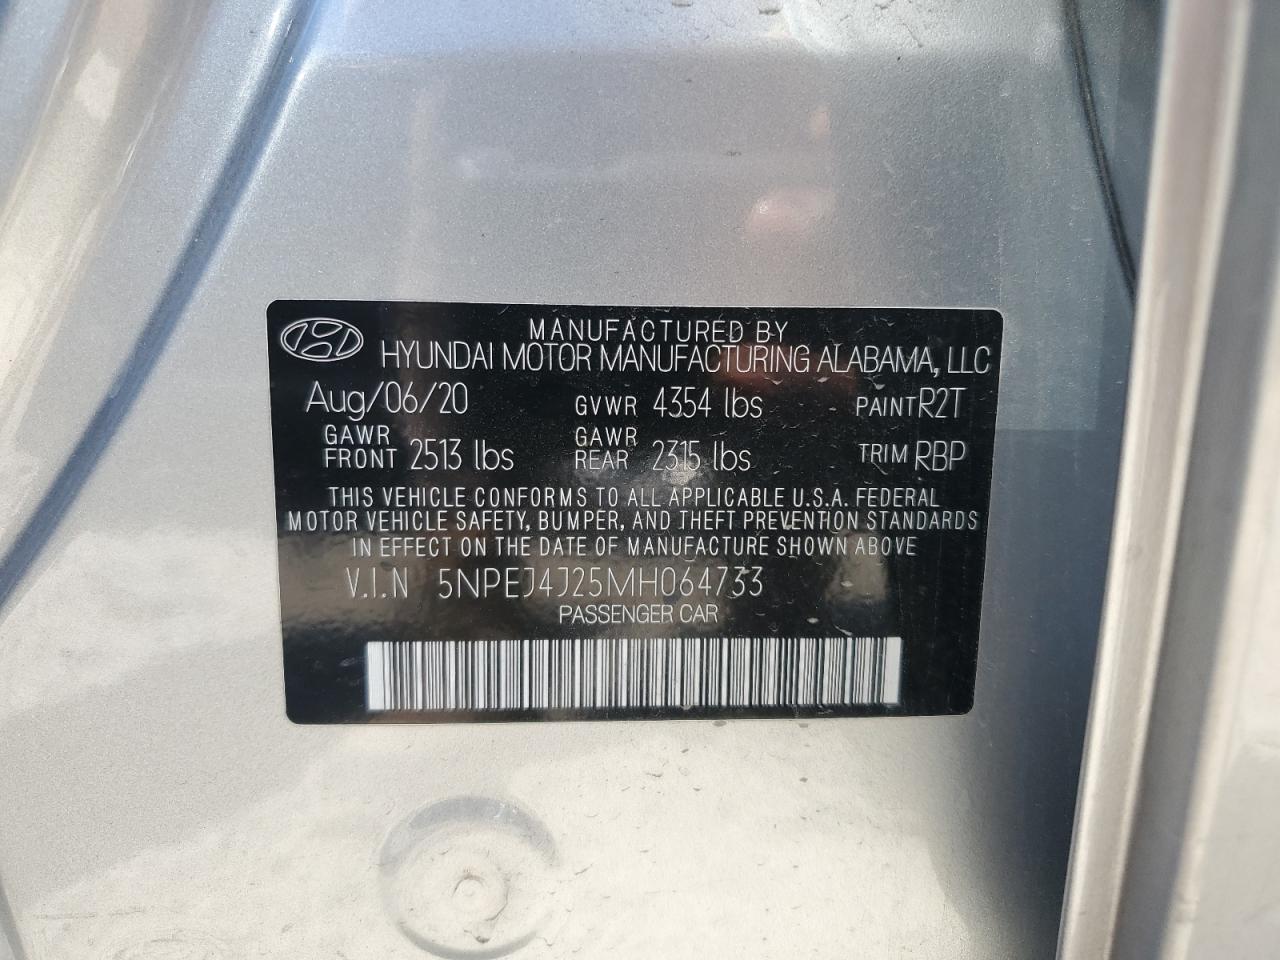 MANUFACTURED BY
HYUNDAI MOTOR MANUFACTURING ALABAMA, LLC
Aug/06/20 GVWR 4354 lbs PAINT R2T
GAWR FRONT 2513 lbs GAWR REAR 2315 lbs TRIM RBP
THIS VEHICLE CONFORMS TO ALL APPLICABLE U.S.A. FEDERAL
MOTOR VEHICLE SAFETY, BUMPER, AND THEFT PREVENTION STANDARDS
IN EFFECT ON THE DATE OF MANUFACTURE SHOWN ABOVE
V.I.N 5NPEJ4J25MH064733
PASSENGER CAR